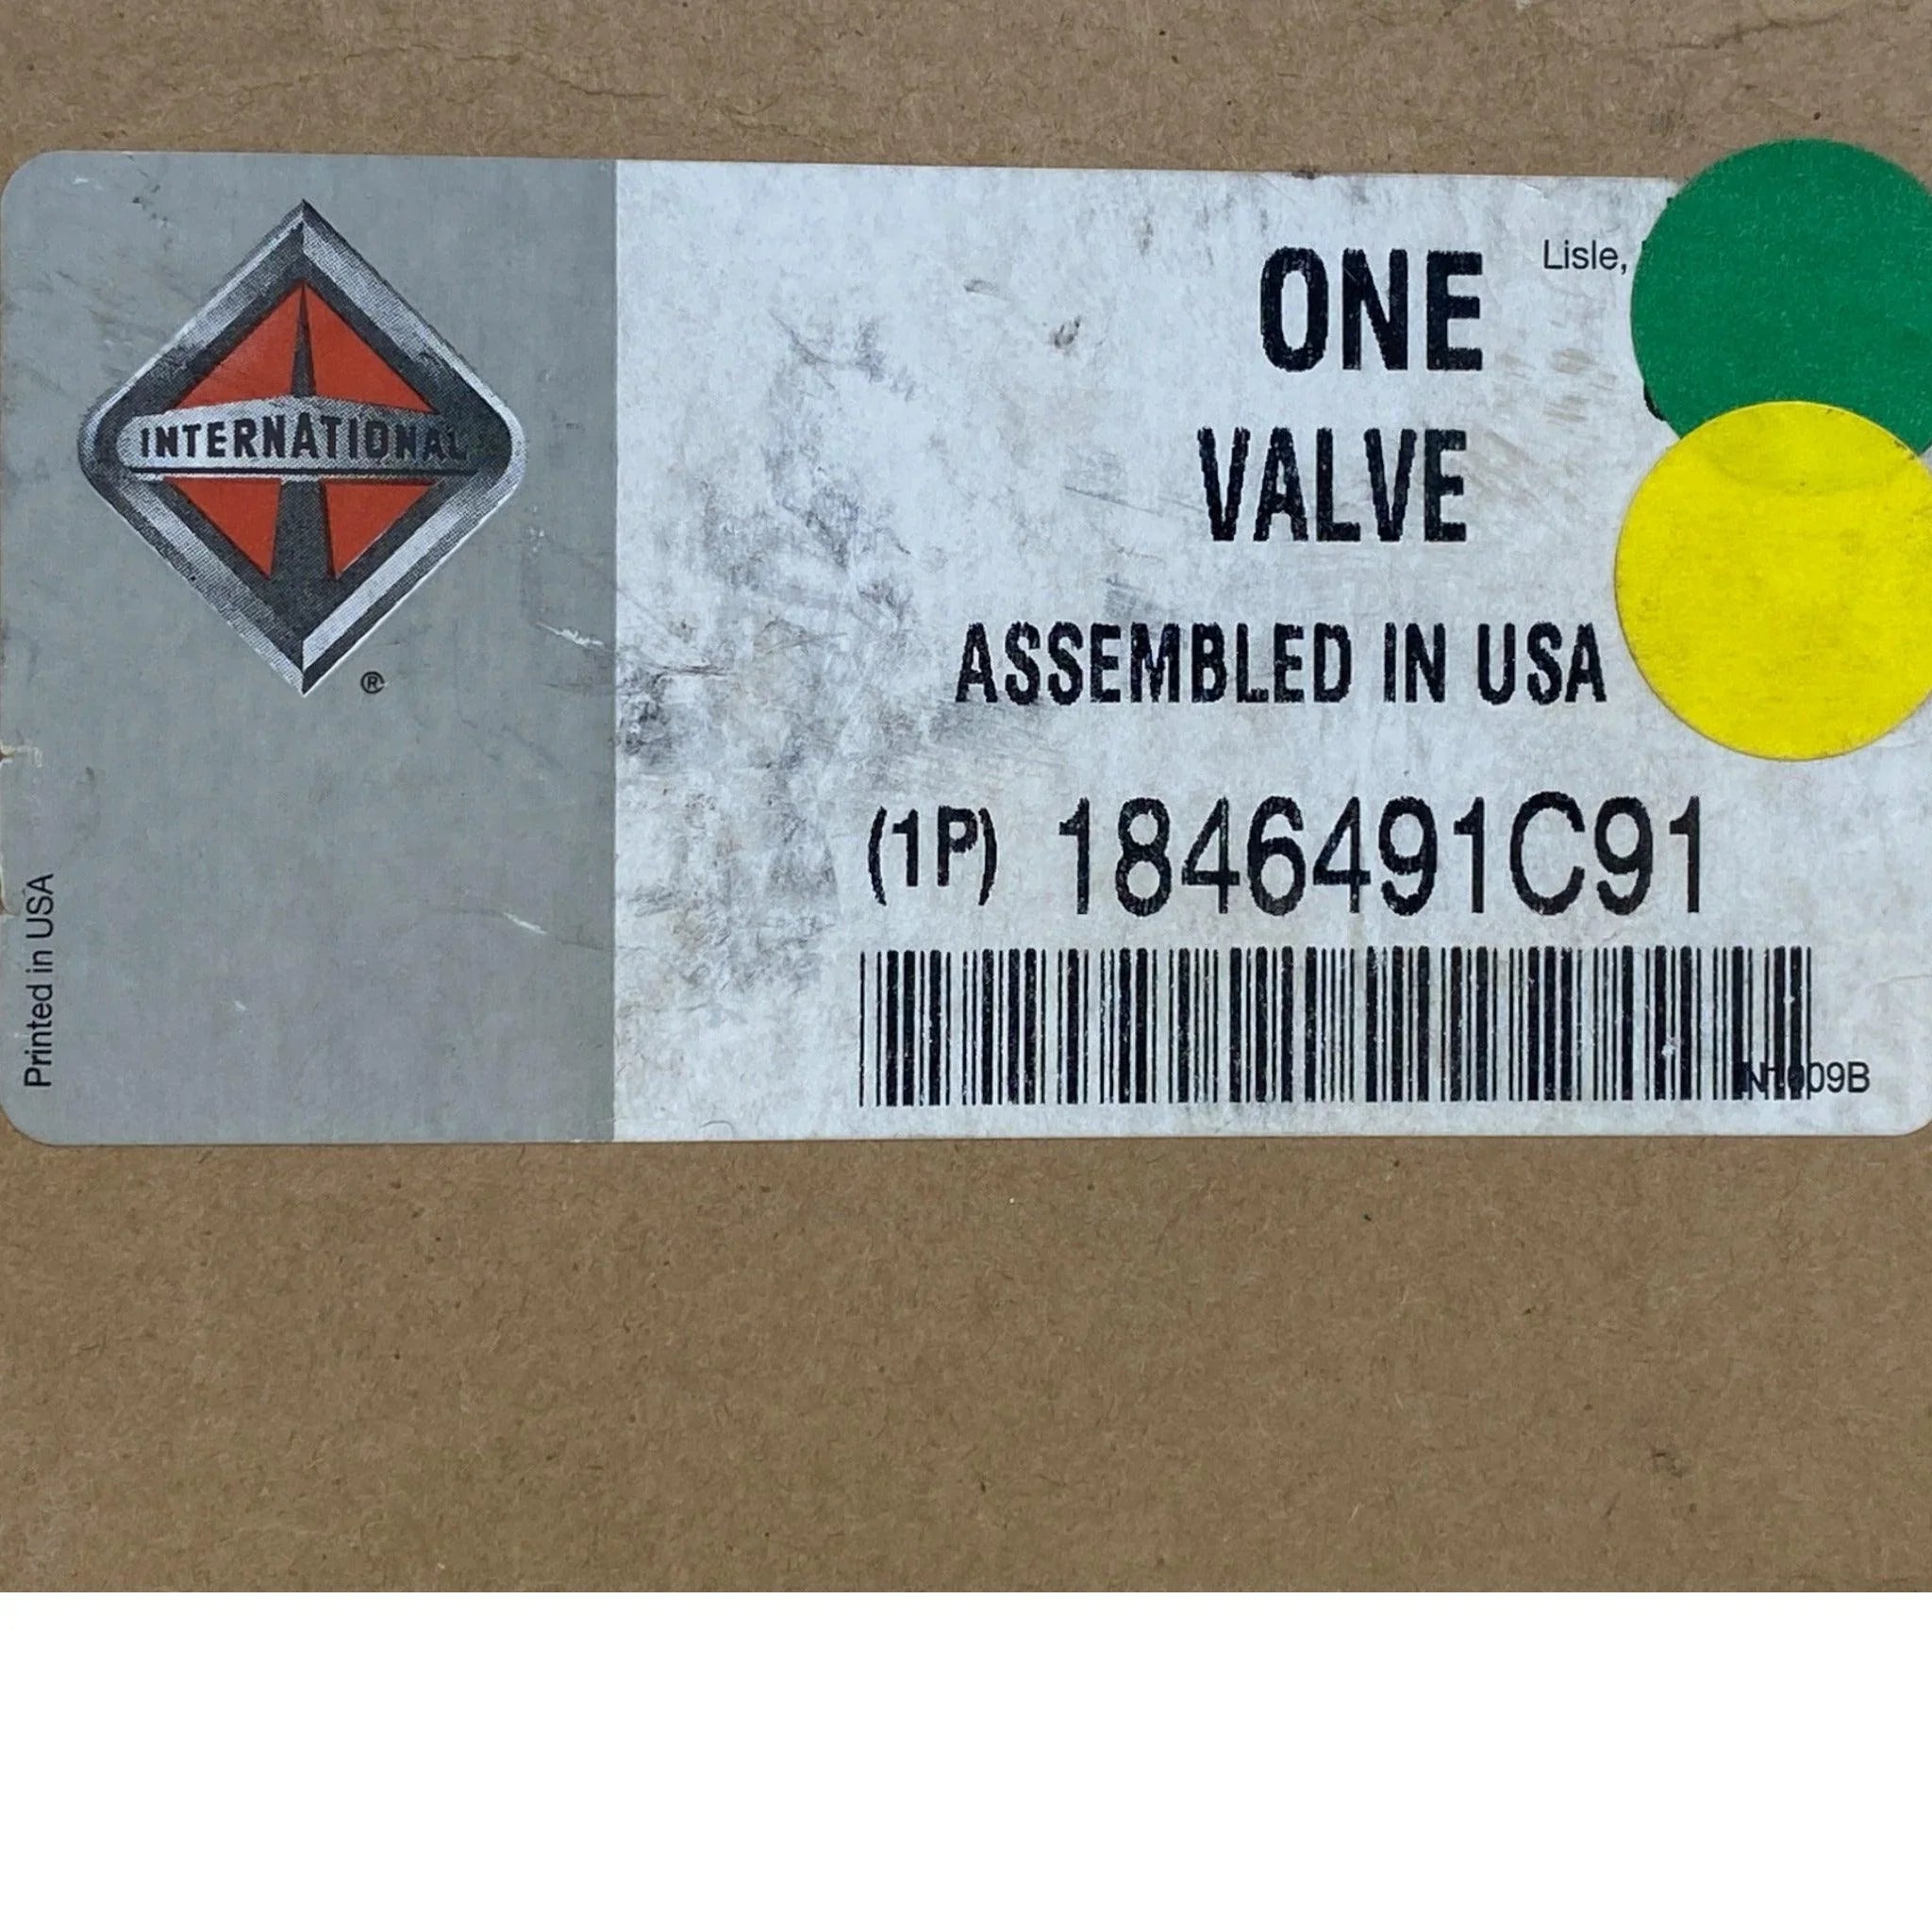 INTERNATIONAL
®
Printed in USA
Lisle,
ONE
VALVE
ASSEMBLED IN USA
(1P) 1846491C91